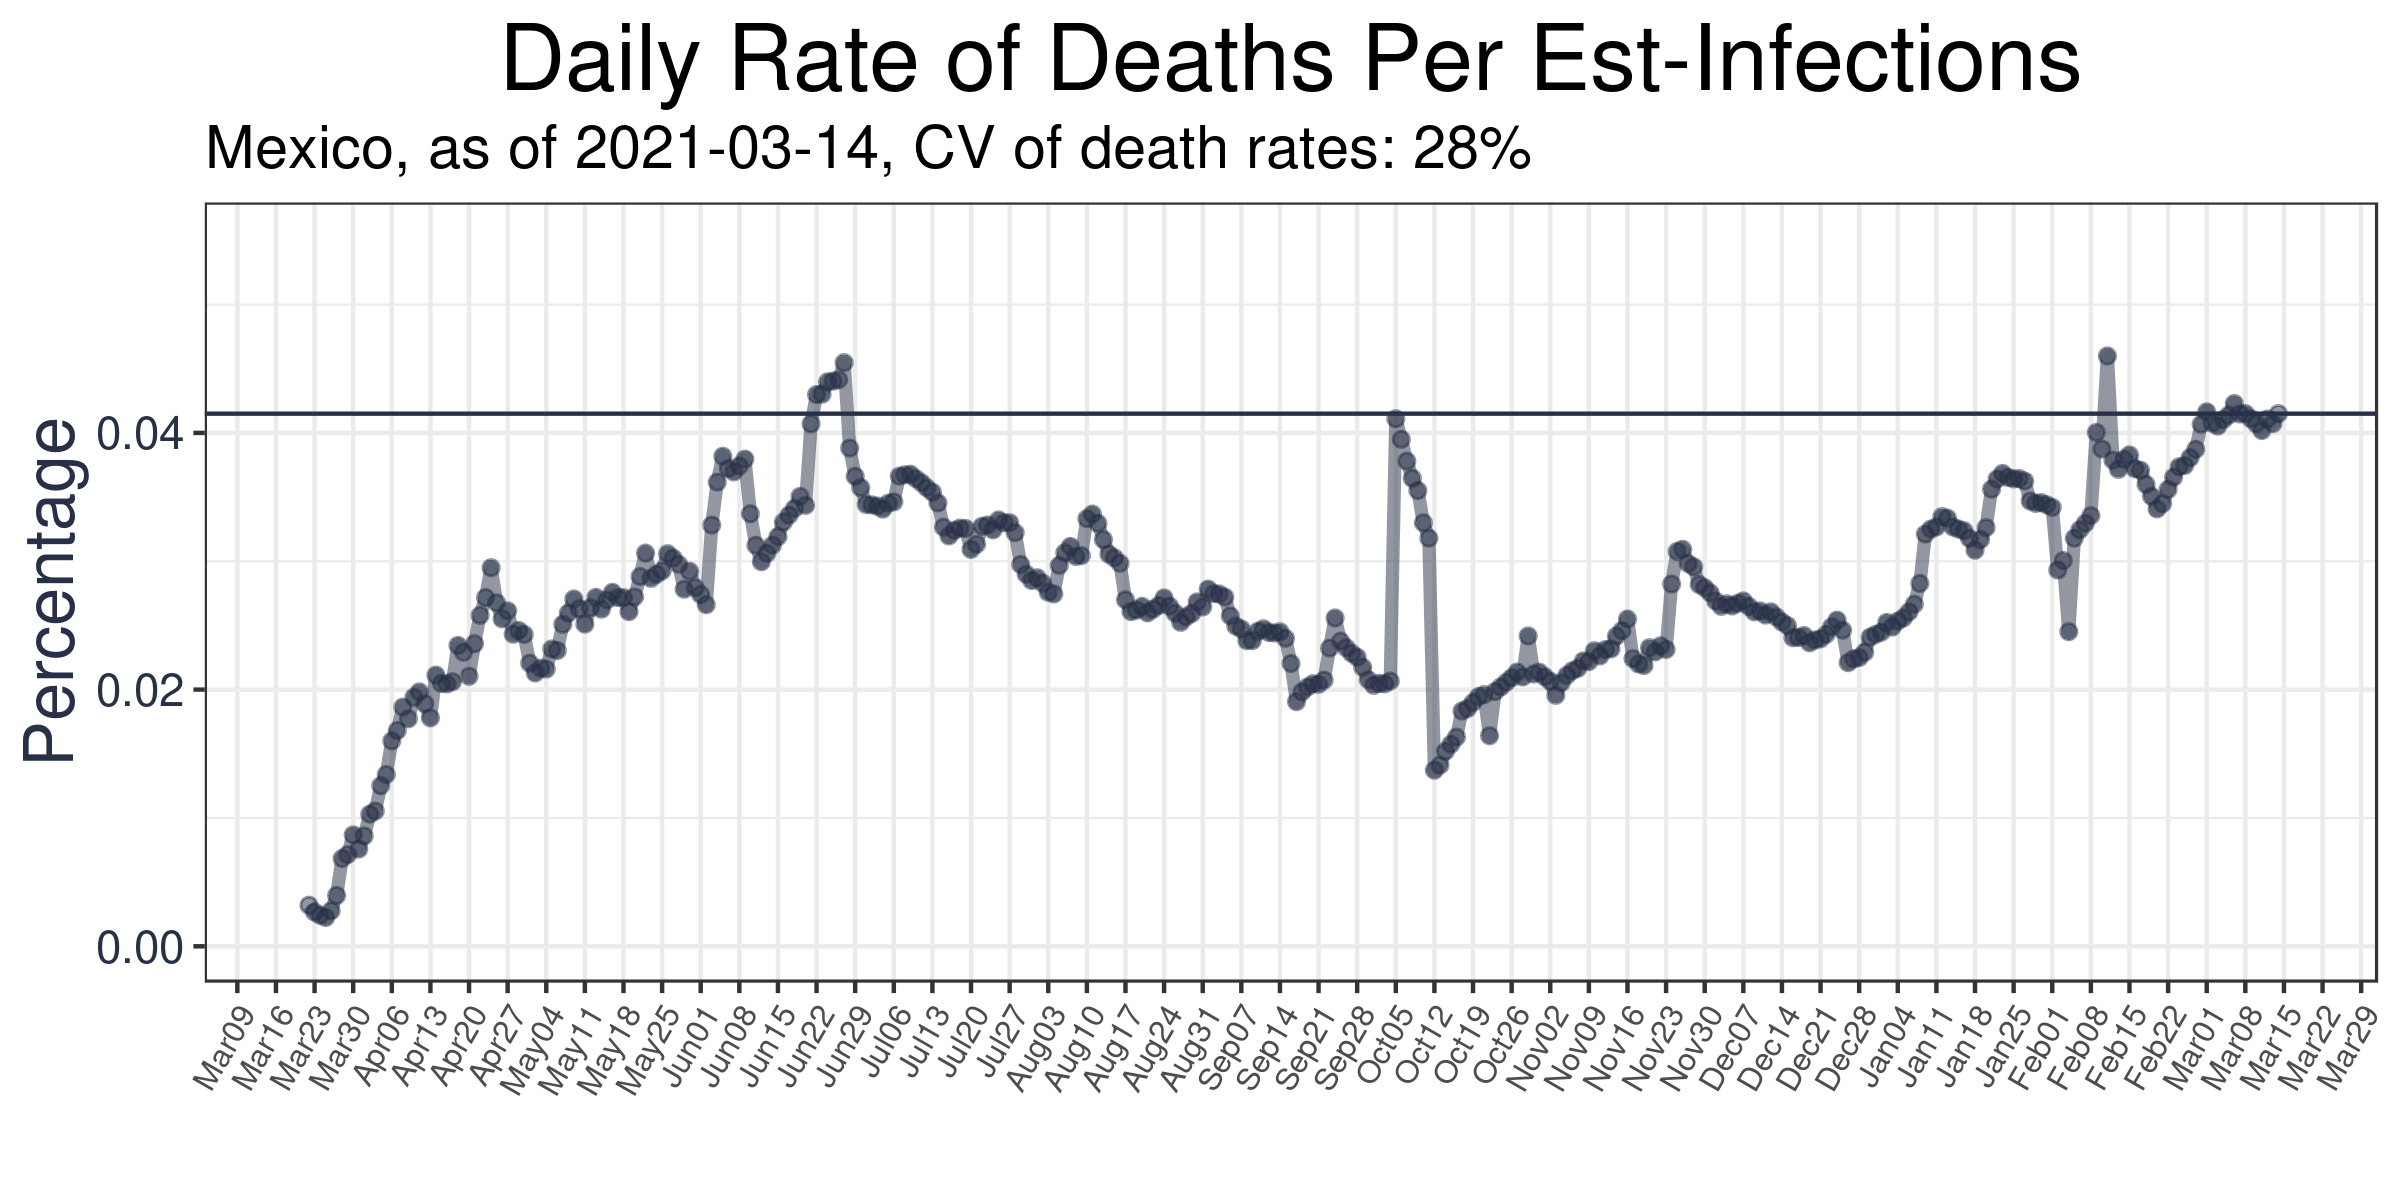 Daily Rate of Deaths Per Est-Infections
Mexico, as of 2021-03-14, CV of death rates: 28%
Percentage
0.04
0.02
0.00
Mar09
Mar16
Mar23
Mar30
Apr06
Apr13
Apr20
Apr27
May04
May11
May18
May25
Jun01
Jun08
Jun15
Jun22
Jun29
Jul06
Jul13
Jul20
Jul27
Aug03
Aug10
Aug17
Aug24
Aug31
Sep07
Sep14
Sep21
Sep28
Oct05
Oct12
Oct19
Oct26
Nov02
Nov09
Nov16
Nov23
Nov30
Dec07
Dec14
Dec21
Dec28
Jan04
Jan11
Jan18
Jan25
Feb01
Feb08
Feb15
Feb22
Mar01
Mar08
Mar15
Mar22
Mar29